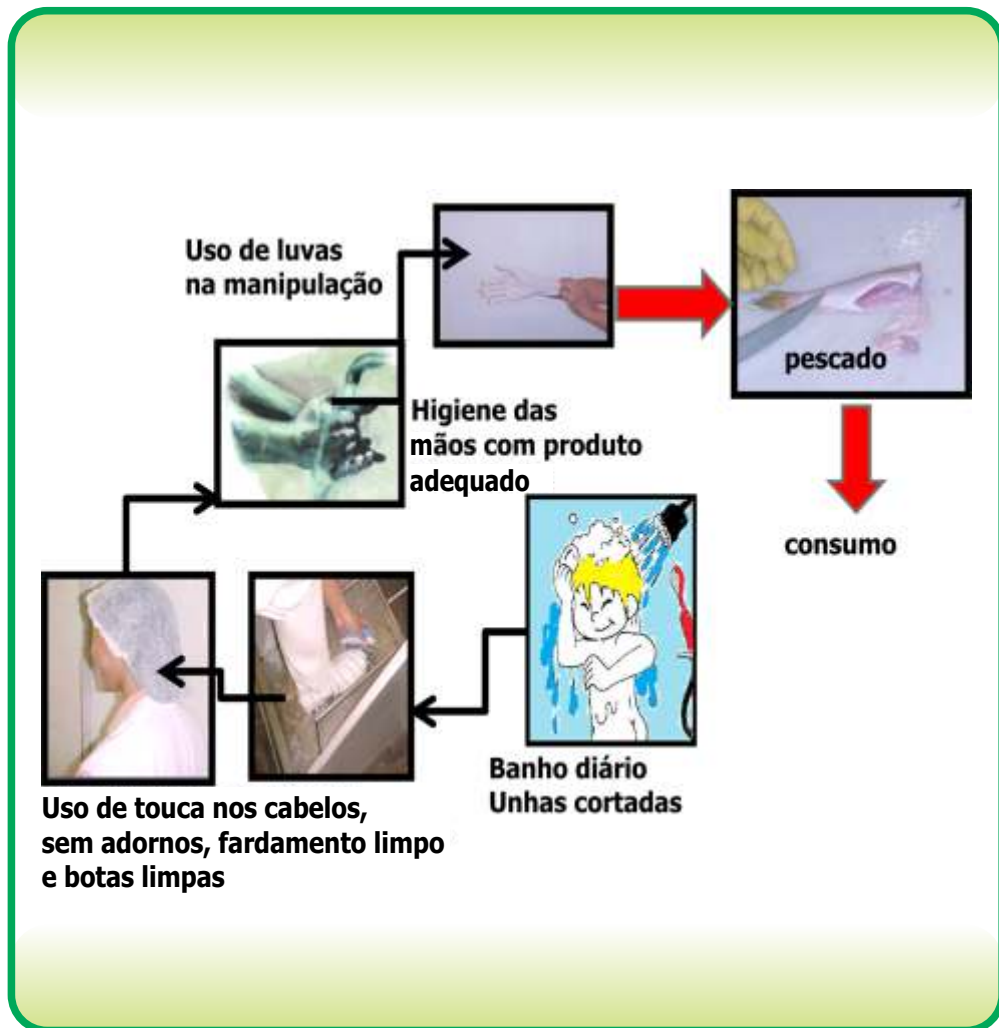 Uso de luvas
na manipulação
pescado
Higiene das
mãos com produto
adequado
consumo
Banho diário
Unhas cortadas
Uso de touca nos cabelos,
sem adornos, fardamento limpo
e botas limpas